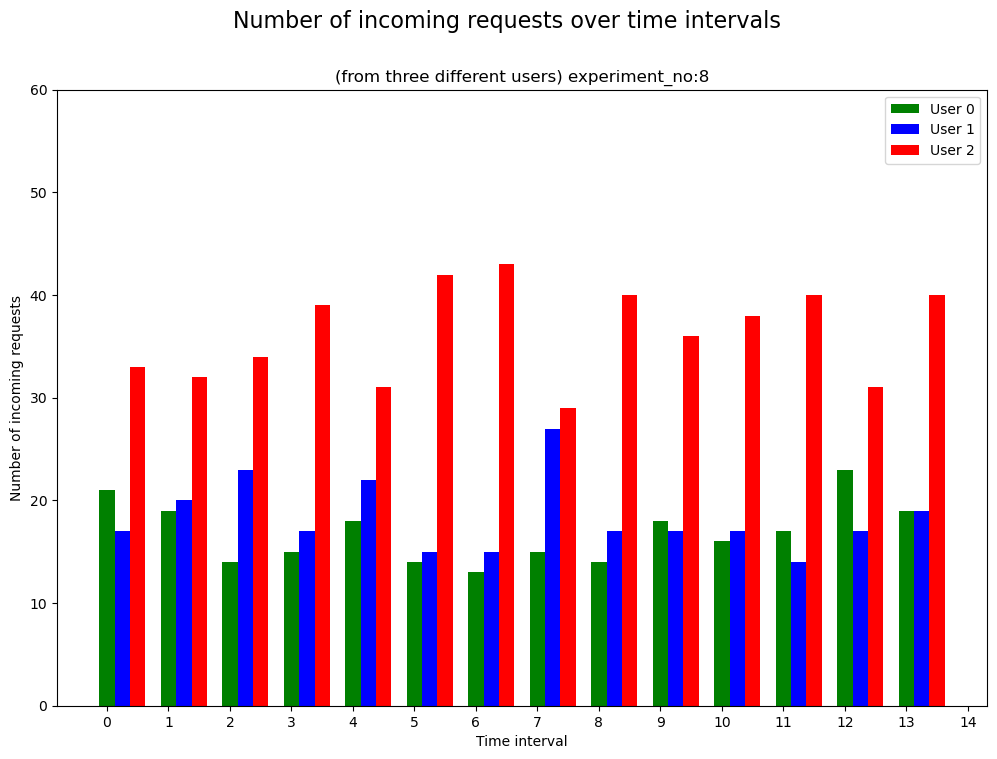 Number of incoming requests over time intervals
(from three different users) experiment_no:8
User 0
User 1
User 2
Number of incoming requests
60
50
40
30
20
10
0
0 1 2 3 4 5 6 7 8 9 10 11 12 13 14
Time interval